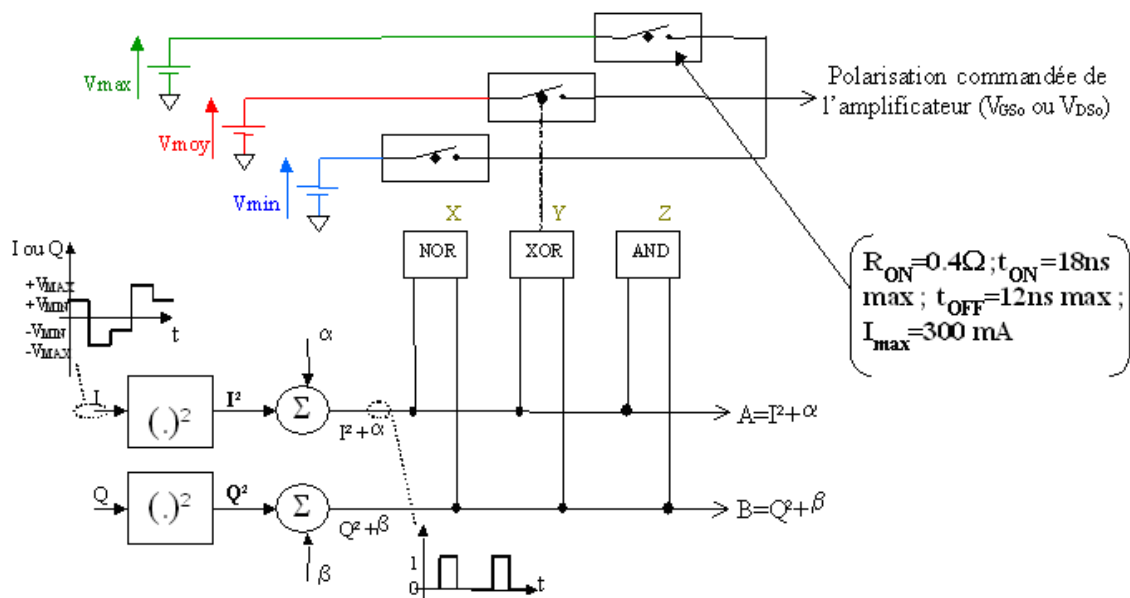 Vmax
Vmoy
Vmin
Polarisation commandée de
l'amplificateur (VGSo ou VDSo)
X
Y
Z
NOR
XOR
AND
RON=0.4Ω ; tON=18ns
max ; tOFF=12ns max ;
Imax=300 mA
I ou Q
+VMAX
+VMIN
-VMIN
-VMAX
t
α
I
(.)²
I²
Σ
I²+α
A=I²+α
Q
(.)²
Q²
Σ
Q²+β
B=Q²+β
β
1
0
t